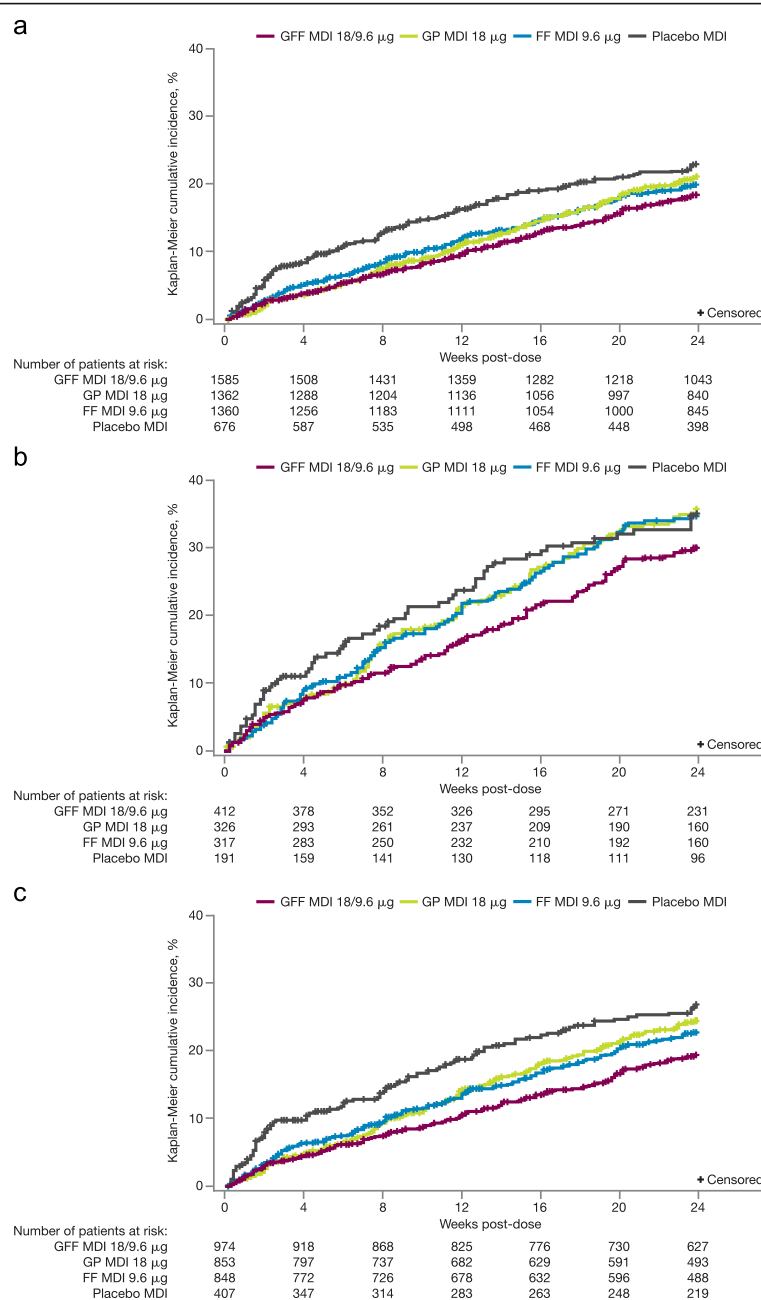 a
GFF MDI 18/9.6 μg GP MDI 18 μg FF MDI 9.6 μg Placebo MDI
Kaplan-Meier cumulative incidence, %
40
30
20
10
0
+ Censored
0 4 8 12 16 20 24
Weeks post-dose
Number of patients at risk:
GFF MDI 18/9.6 μg 1585 1508 1431 1359 1282 1218 1043
GP MDI 18 μg 1362 1288 1204 1136 1056 997 840
FF MDI 9.6 μg 1360 1256 1183 1111 1054 1000 845
Placebo MDI 676 587 535 498 468 448 398
b
GFF MDI 18/9.6 μg GP MDI 18 μg FF MDI 9.6 μg Placebo MDI
Kaplan-Meier cumulative incidence, %
40
30
20
10
0
+ Censored
0 4 8 12 16 20 24
Weeks post-dose
Number of patients at risk:
GFF MDI 18/9.6 μg 412 378 352 326 295 271 231
GP MDI 18 μg 326 293 261 237 209 190 160
FF MDI 9.6 μg 317 283 250 232 210 192 160
Placebo MDI 191 159 141 130 118 111 96
c
GFF MDI 18/9.6 μg GP MDI 18 μg FF MDI 9.6 μg Placebo MDI
Kaplan-Meier cumulative incidence, %
40
30
20
10
0
+ Censored
0 4 8 12 16 20 24
Weeks post-dose
Number of patients at risk:
GFF MDI 18/9.6 μg 974 918 868 825 776 730 627
GP MDI 18 μg 853 797 737 682 629 591 493
FF MDI 9.6 μg 848 772 726 678 632 596 488
Placebo MDI 407 347 314 283 263 248 219